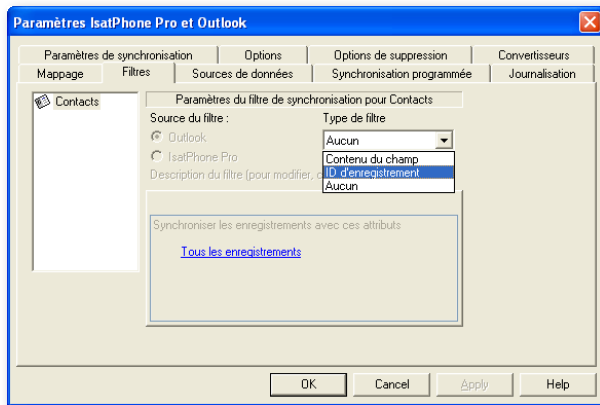 Paramètres IsatPhone Pro et Outlook
Paramètres de synchronisation
Options
Options de suppression
Convertisseurs
Mappage
Filtres
Sources de données
Synchronisation programmée
Journalisation
Contacts
Paramètres du filtre de synchronisation pour Contacts
Source du filtre :
Type de filtre
Outlook
Aucun
Contenu du champ
IsatPhone Pro
ID d'enregistrement
Description du filtre (pour modifier, c
Aucun
Synchroniser les enregistrements avec ces attributs
Tous les enregistrements
OK
Cancel
Apply
Help